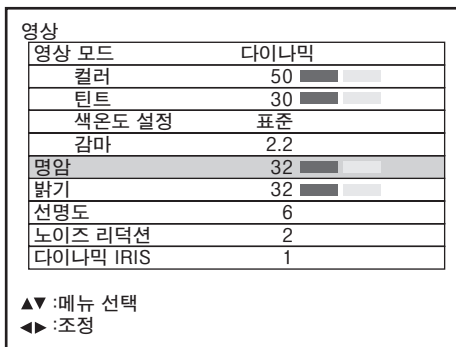 영상
영상 모드 다이나믹
컬러 50
틴트 30
색온도 설정 표준
감마 2.2
명암 32
밝기 32
선명도 6
노이즈 리덕션 2
다이나믹 IRIS 1
▲▼ :메뉴 선택
◀▶ :조정